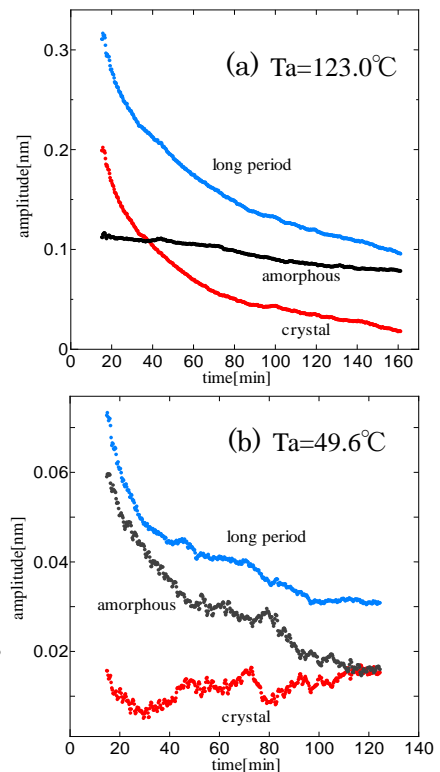 0.3
(a) Ta=123.0℃
amplitude[nm]
0.2
long period
0.1
amorphous
crystal
0
0 20 40 60 80 100 120 140 160
time[min]
(b) Ta=49.6℃
0.06
amplitude[nm]
long period
0.04
amorphous
0.02
crystal
0 20 40 60 80 100 120 140
time[min]